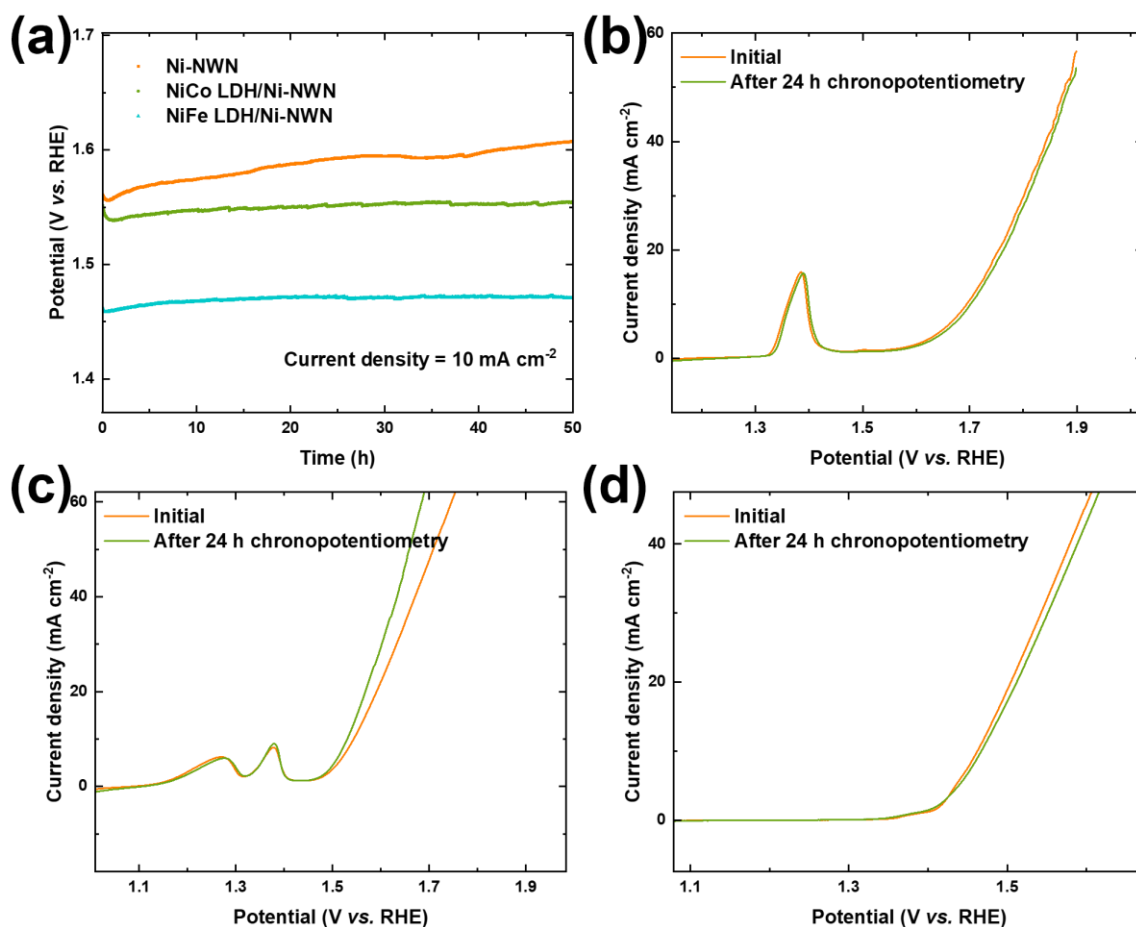 (a)
1.7
1.6
1.5
1.4
Potential (V vs. RHE)
Ni-NWN
NiCo LDH/Ni-NWN
NiFe LDH/Ni-NWN
Current density = 10 mA cm⁻²
0 10 20 30 40 50
Time (h)
(b)
60
40
20
0
Current density (mA cm⁻²)
Initial
After 24 h chronopotentiometry
1.3 1.5 1.7 1.9
Potential (V vs. RHE)
(c)
60
40
20
0
Current density (mA cm⁻²)
Initial
After 24 h chronopotentiometry
1.1 1.3 1.5 1.7 1.9
Potential (V vs. RHE)
(d)
40
20
0
Current density (mA cm⁻²)
Initial
After 24 h chronopotentiometry
1.1 1.3 1.5
Potential (V vs. RHE)